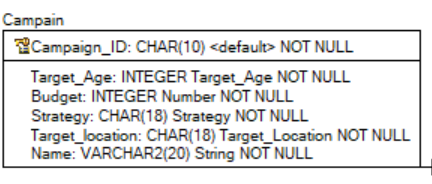 Campain
Campaign_ID: CHAR(10) <default> NOT NULL
Target_Age: INTEGER Target_Age NOT NULL
Budget: INTEGER Number NOT NULL
Strategy: CHAR(18) Strategy NOT NULL
Target_location: CHAR(18) Target_Location NOT NULL
Name: VARCHAR2(20) String NOT NULL